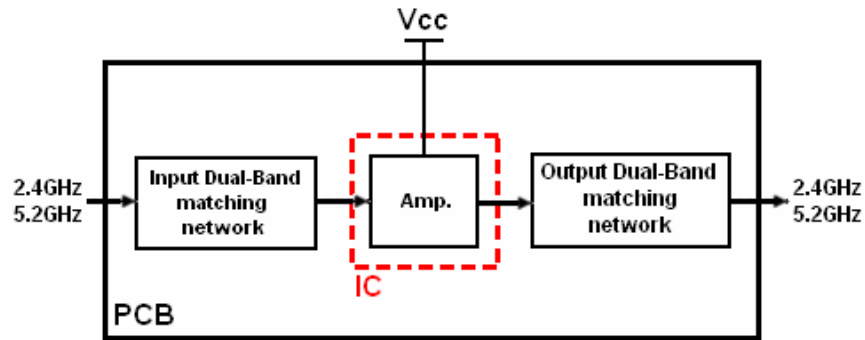 Vcc
2.4GHz
5.2GHz
Input Dual-Band
matching
network
Amp.
Output Dual-Band
matching
network
2.4GHz
5.2GHz
IC
PCB